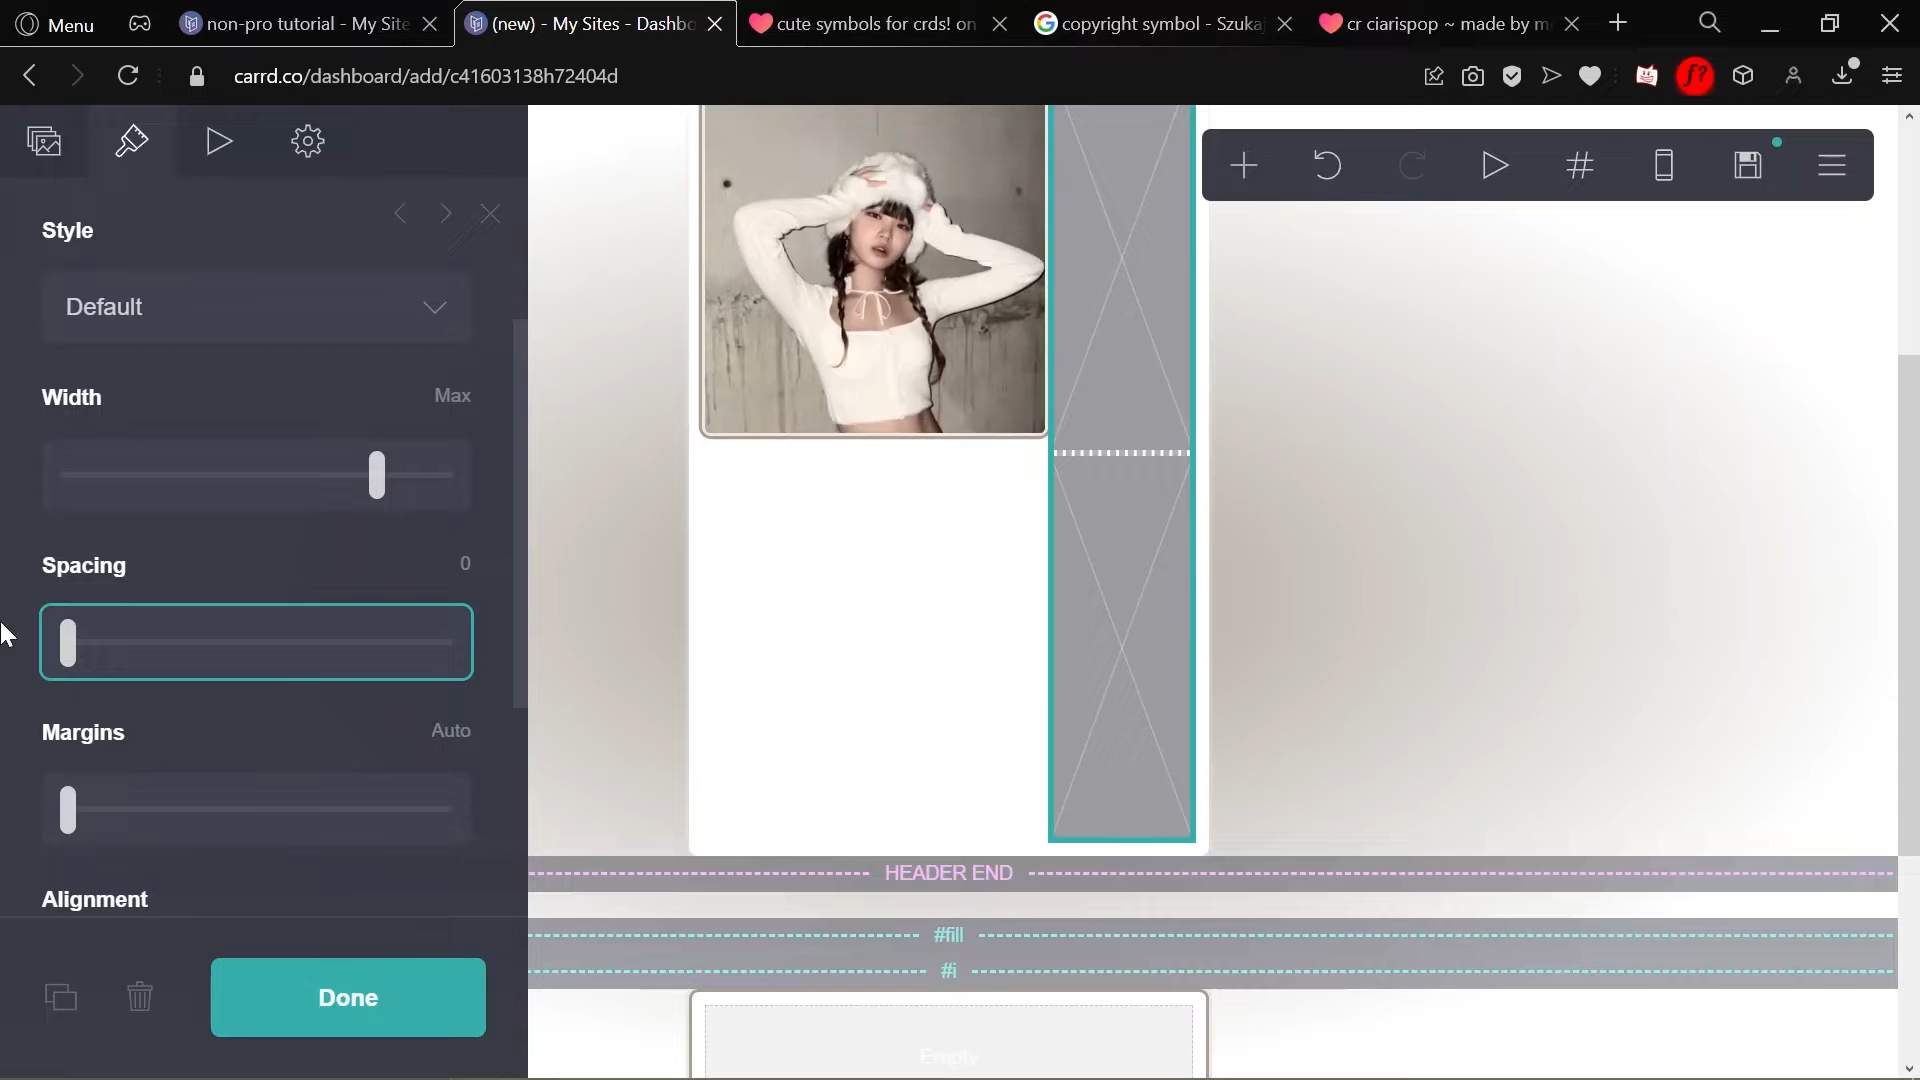 Menu
non-pro tutorial - My Site
(new) - My Sites - Dashbo
cute symbols for crds! on
copyright symbol - Szuka
cr ciarispop ~ made by m
carrd.co/dashboard/add/c41603138h72404d
f?
Style
Default
Width
Max
Spacing
0
Margins
Auto
Alignment
Done
HEADER END
#fill
#i
Empty